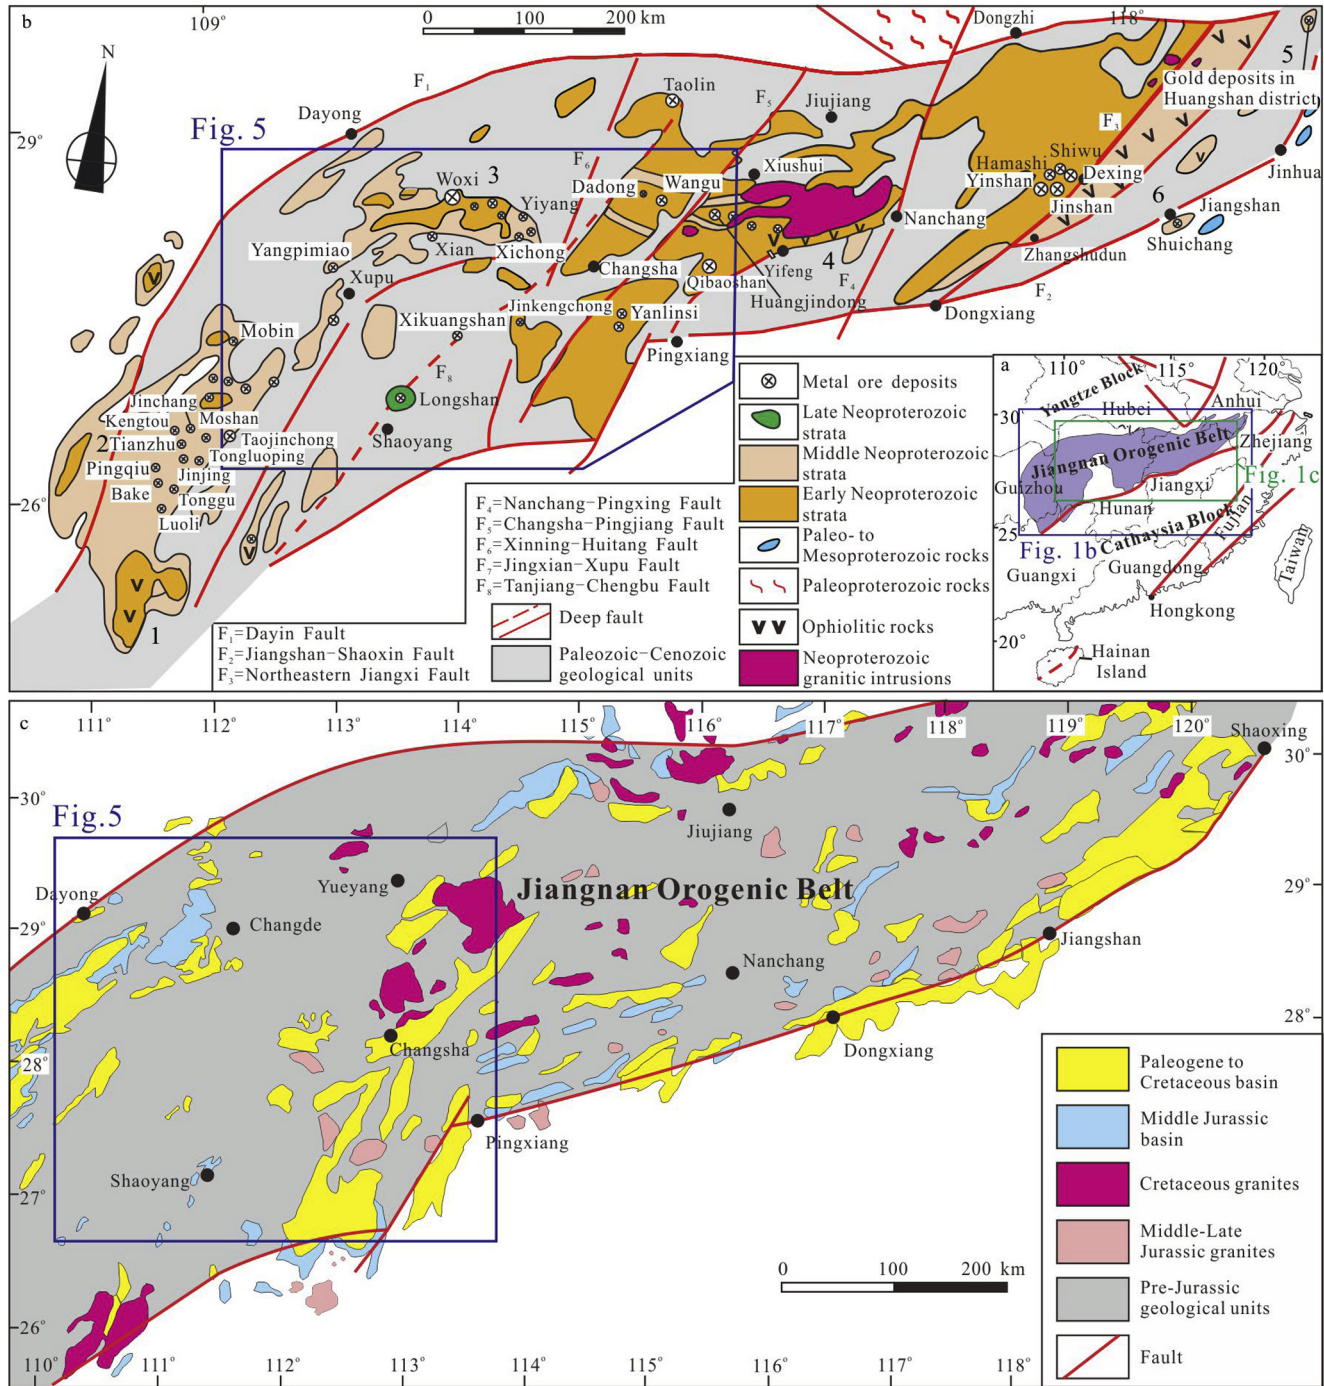 b
109°
0 100 200 km
Dongzhi
118°
5
N
F₁
Taolin
F₅
Jiujiang
Gold deposits in
Huangshan district
29°
Dayong
Fig. 5
F₃
F₆
Xiushui
Shiwu
Hamashi
Dexing
Jinhua
Woxi
3
Dadong
Wangu
Yinshan
Jinshan
6
Yiyang
Nanchang
Jiangshan
Yangpimiao
Xian
Xichong
Zhangshudun
Shuichang
Xupu
Changsha
Qibaoshan
Yifeng
4
Huangjindong
F₄
F₂
Mobin
Xikuangshan
Jinkengchong
Yanlinsi
Dongxiang
Pingxiang
F₈
Jinchang
Longshan
Kengtou
Moshan
2
Tianzhu
Taojinchong
Shaoyang
Tongluoping
Pingqiu
Jinjing
Bake
Tonggu
26°
Luoli
1
F₄=Nanchang-Pingxing Fault
F₅=Changsha-Pingjiang Fault
F₆=Xinning-Huitang Fault
F₇=Jingxian-Xupu Fault
F₈=Tanjiang-Chengbu Fault
F₁=Dayin Fault
F₂=Jiangshan-Shaoxin Fault
F₃=Northeastern Jiangxi Fault
Deep fault
Paleozoic-Cenozoic
geological units
Metal ore deposits
Late Neoproterozoic
strata
Middle Neoproterozoic
strata
Early Neoproterozoic
strata
Paleo- to
Mesoproterozoic rocks
Paleoproterozoic rocks
Ophiolitic rocks
Neoproterozoic
granitic intrusions
a
110°
115°
120°
Yangtze Block
30
Hubei
Anhui
Zhejiang
Jiangnan Orogenic Belt
Guizhou
Jiangxi
Fig. 1c
Hunan
25
Fig. 1b
Cathaysia Block
Fujian
Guangxi
Guangdong
Taiwan
Hongkong
20°
Hainan
Island
c
111° 112° 113° 114° 115° 116° 117° 118° 119° 120°
Shaoxing
30°
30°
Fig.5
Jiujiang
Yueyang
Jiangnan Orogenic Belt
29°
Dayong
29°
Changde
Jiangshan
Nanchang
28°
Changsha
Dongxiang
28°
Pingxiang
Shaoyang
27°
0 100 200 km
26°
110° 111° 112° 113° 114° 115° 116° 117° 118°
Paleogene to
Cretaceous basin
Middle Jurassic
basin
Cretaceous granites
Middle-Late
Jurassic granites
Pre-Jurassic
geological units
Fault